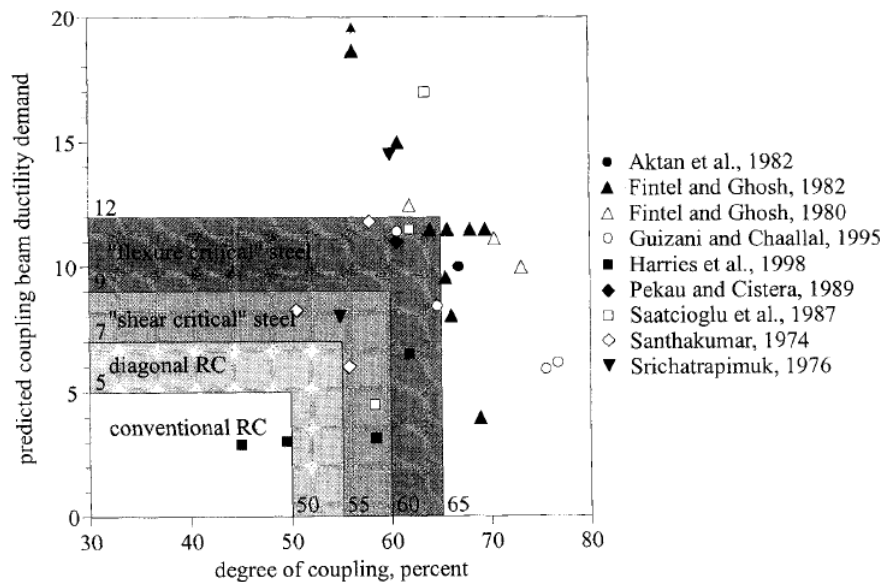 20
15
12
"flexure critical" steel
10
9
"shear critical" steel
7
diagonal RC
5
5
conventional RC
50
55
60
65
0
30
40
50
60
70
80
predicted coupling beam ductility demand
degree of coupling, percent
Aktan et al., 1982
Fintel and Ghosh, 1982
Fintel and Ghosh, 1980
Guizani and Chaallal, 1995
Harries et al., 1998
Pekau and Cistera, 1989
Saatcioglu et al., 1987
Santhakumar, 1974
Srichatrapimuk, 1976